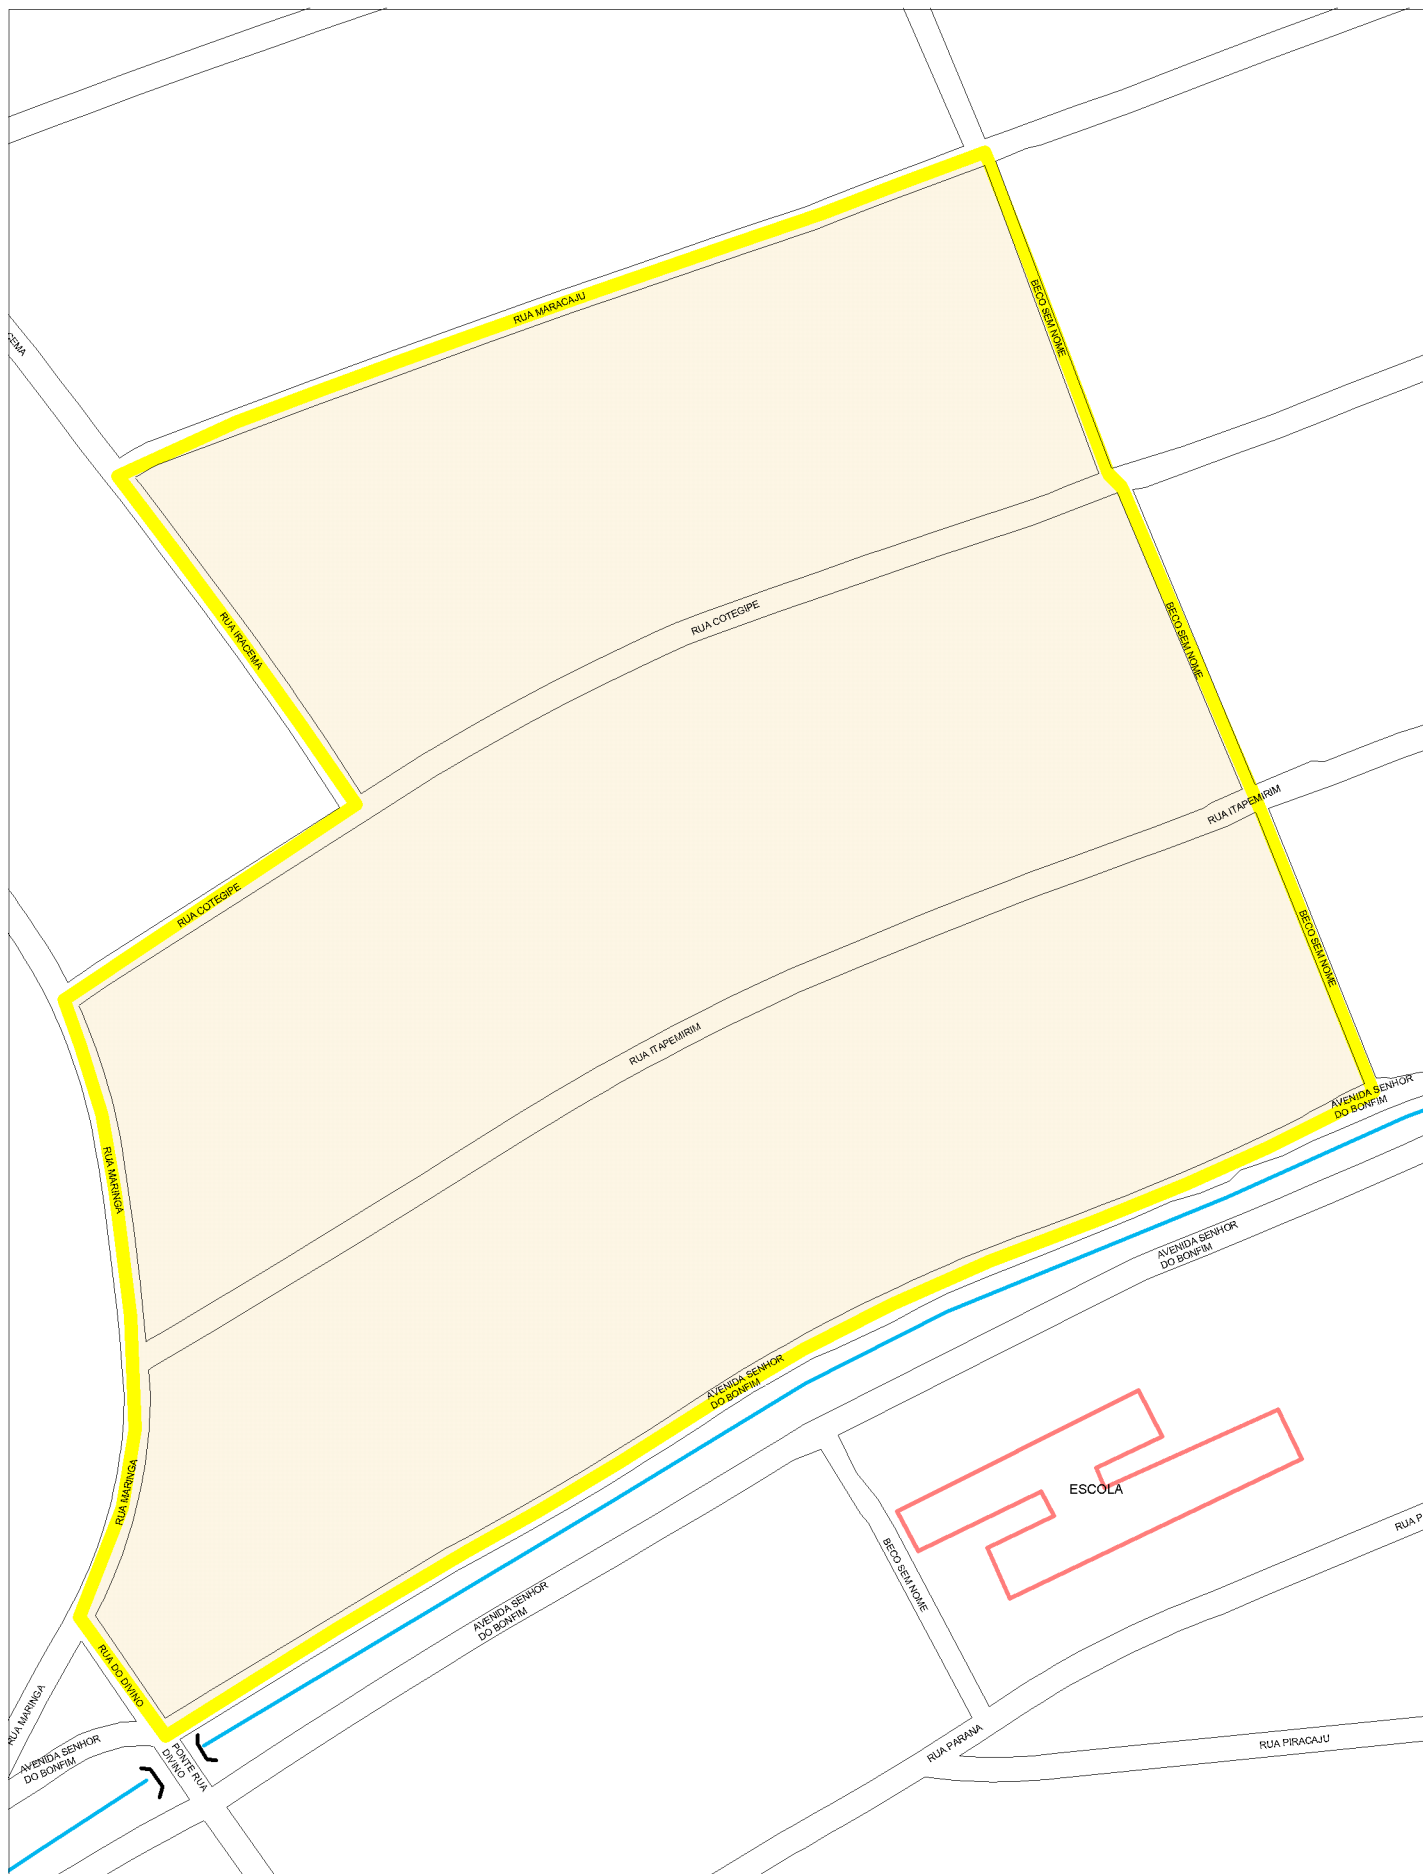 RUA MARACAJU
BECO SEM NOME
CEMA
RUA COTEGIPE
RUA IRACEMA
BECO SEM NOME
RUA ITAPEMIRIM
RUA COTEGIPE
BECO SEM NOME
RUA ITAPEMIRIM
AVENIDA SENHOR
DO BONFIM
RUA MARINGA
AVENIDA SENHOR
DO BONFIM
AVENIDA SENHOR
DO BONFIM
RUA MARINGA
ESCOLA
RUA P
BECO SEM NOME
AVENIDA SENHOR
DO BONFIM
RUA DO DIVINO
RUA MARINGA
AVENIDA SENHOR
DO BONFIM
PONTE RUA
DIVINO
RUA PARANA
RUA PIRACAJU